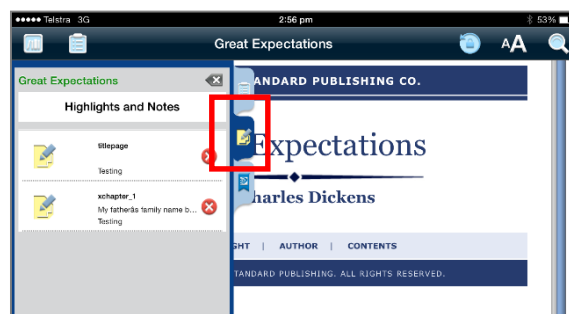 Telstra 3G 2:56 pm 53%
Great Expectations AA
Great Expectations
Highlights and Notes
titlepage
Testing
xchapter_1
My fatherâs family name b...
Testing
ANDARD PUBLISHING CO.
Expectations
harles Dickens
GHT | AUTHOR | CONTENTS
TANDARD PUBLISHING. ALL RIGHTS RESERVED.